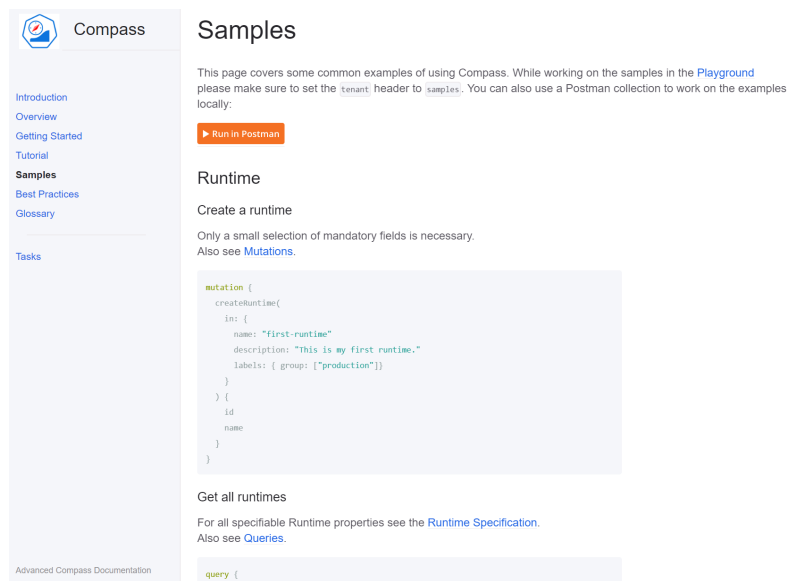 Compass
Introduction
Overview
Getting Started
Tutorial
Samples
Best Practices
Glossary
Tasks
Advanced Compass Documentation
Samples
This page covers some common examples of using Compass. While working on the samples in the Playground
please make sure to set the tenant header to samples. You can also use a Postman collection to work on the examples
locally:
Run in Postman
Runtime
Create a runtime
Only a small selection of mandatory fields is necessary.
Also see Mutations.
mutation {
  createRuntime(
    in: {
      name: "first-runtime"
      description: "This is my first runtime."
      labels: { group: ["production"]}
    }
  ) {
    id
    name
  }
}
Get all runtimes
For all specifiable Runtime properties see the Runtime Specification.
Also see Queries.
query {